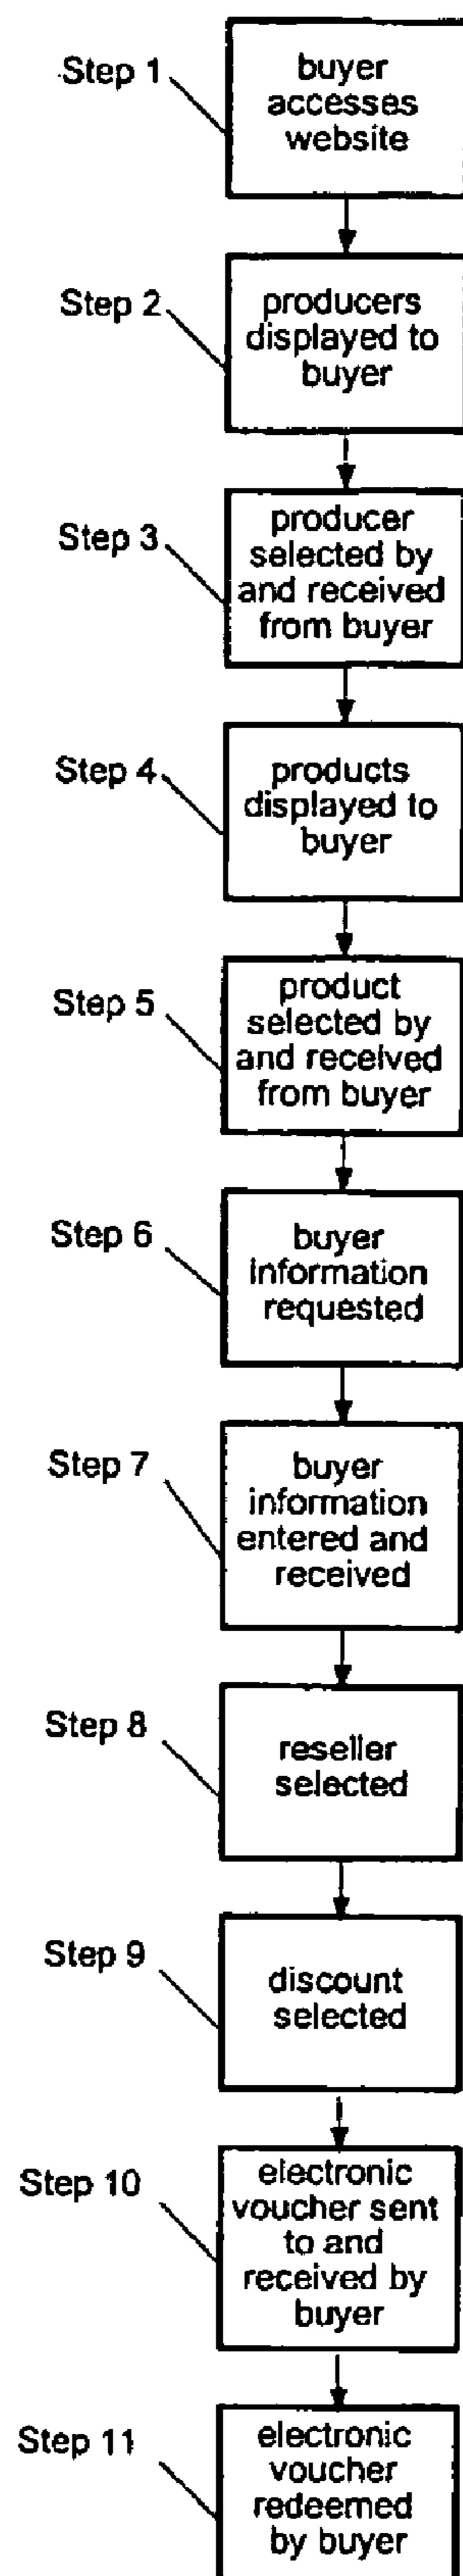 Step 1
buyer
accesses
website
Step 2
producers
displayed to
buyer
Step 3
producer
selected by
and received
from buyer
Step 4
products
displayed to
buyer
Step 5
product
selected by
and received
from buyer
Step 6
buyer
information
requested
Step 7
buyer
information
entered and
received
Step 8
reseller
selected
Step 9
discount
selected
Step 10
electronic
voucher sent
to and
received by
buyer
Step 11
electronic
voucher
redeemed
by buyer